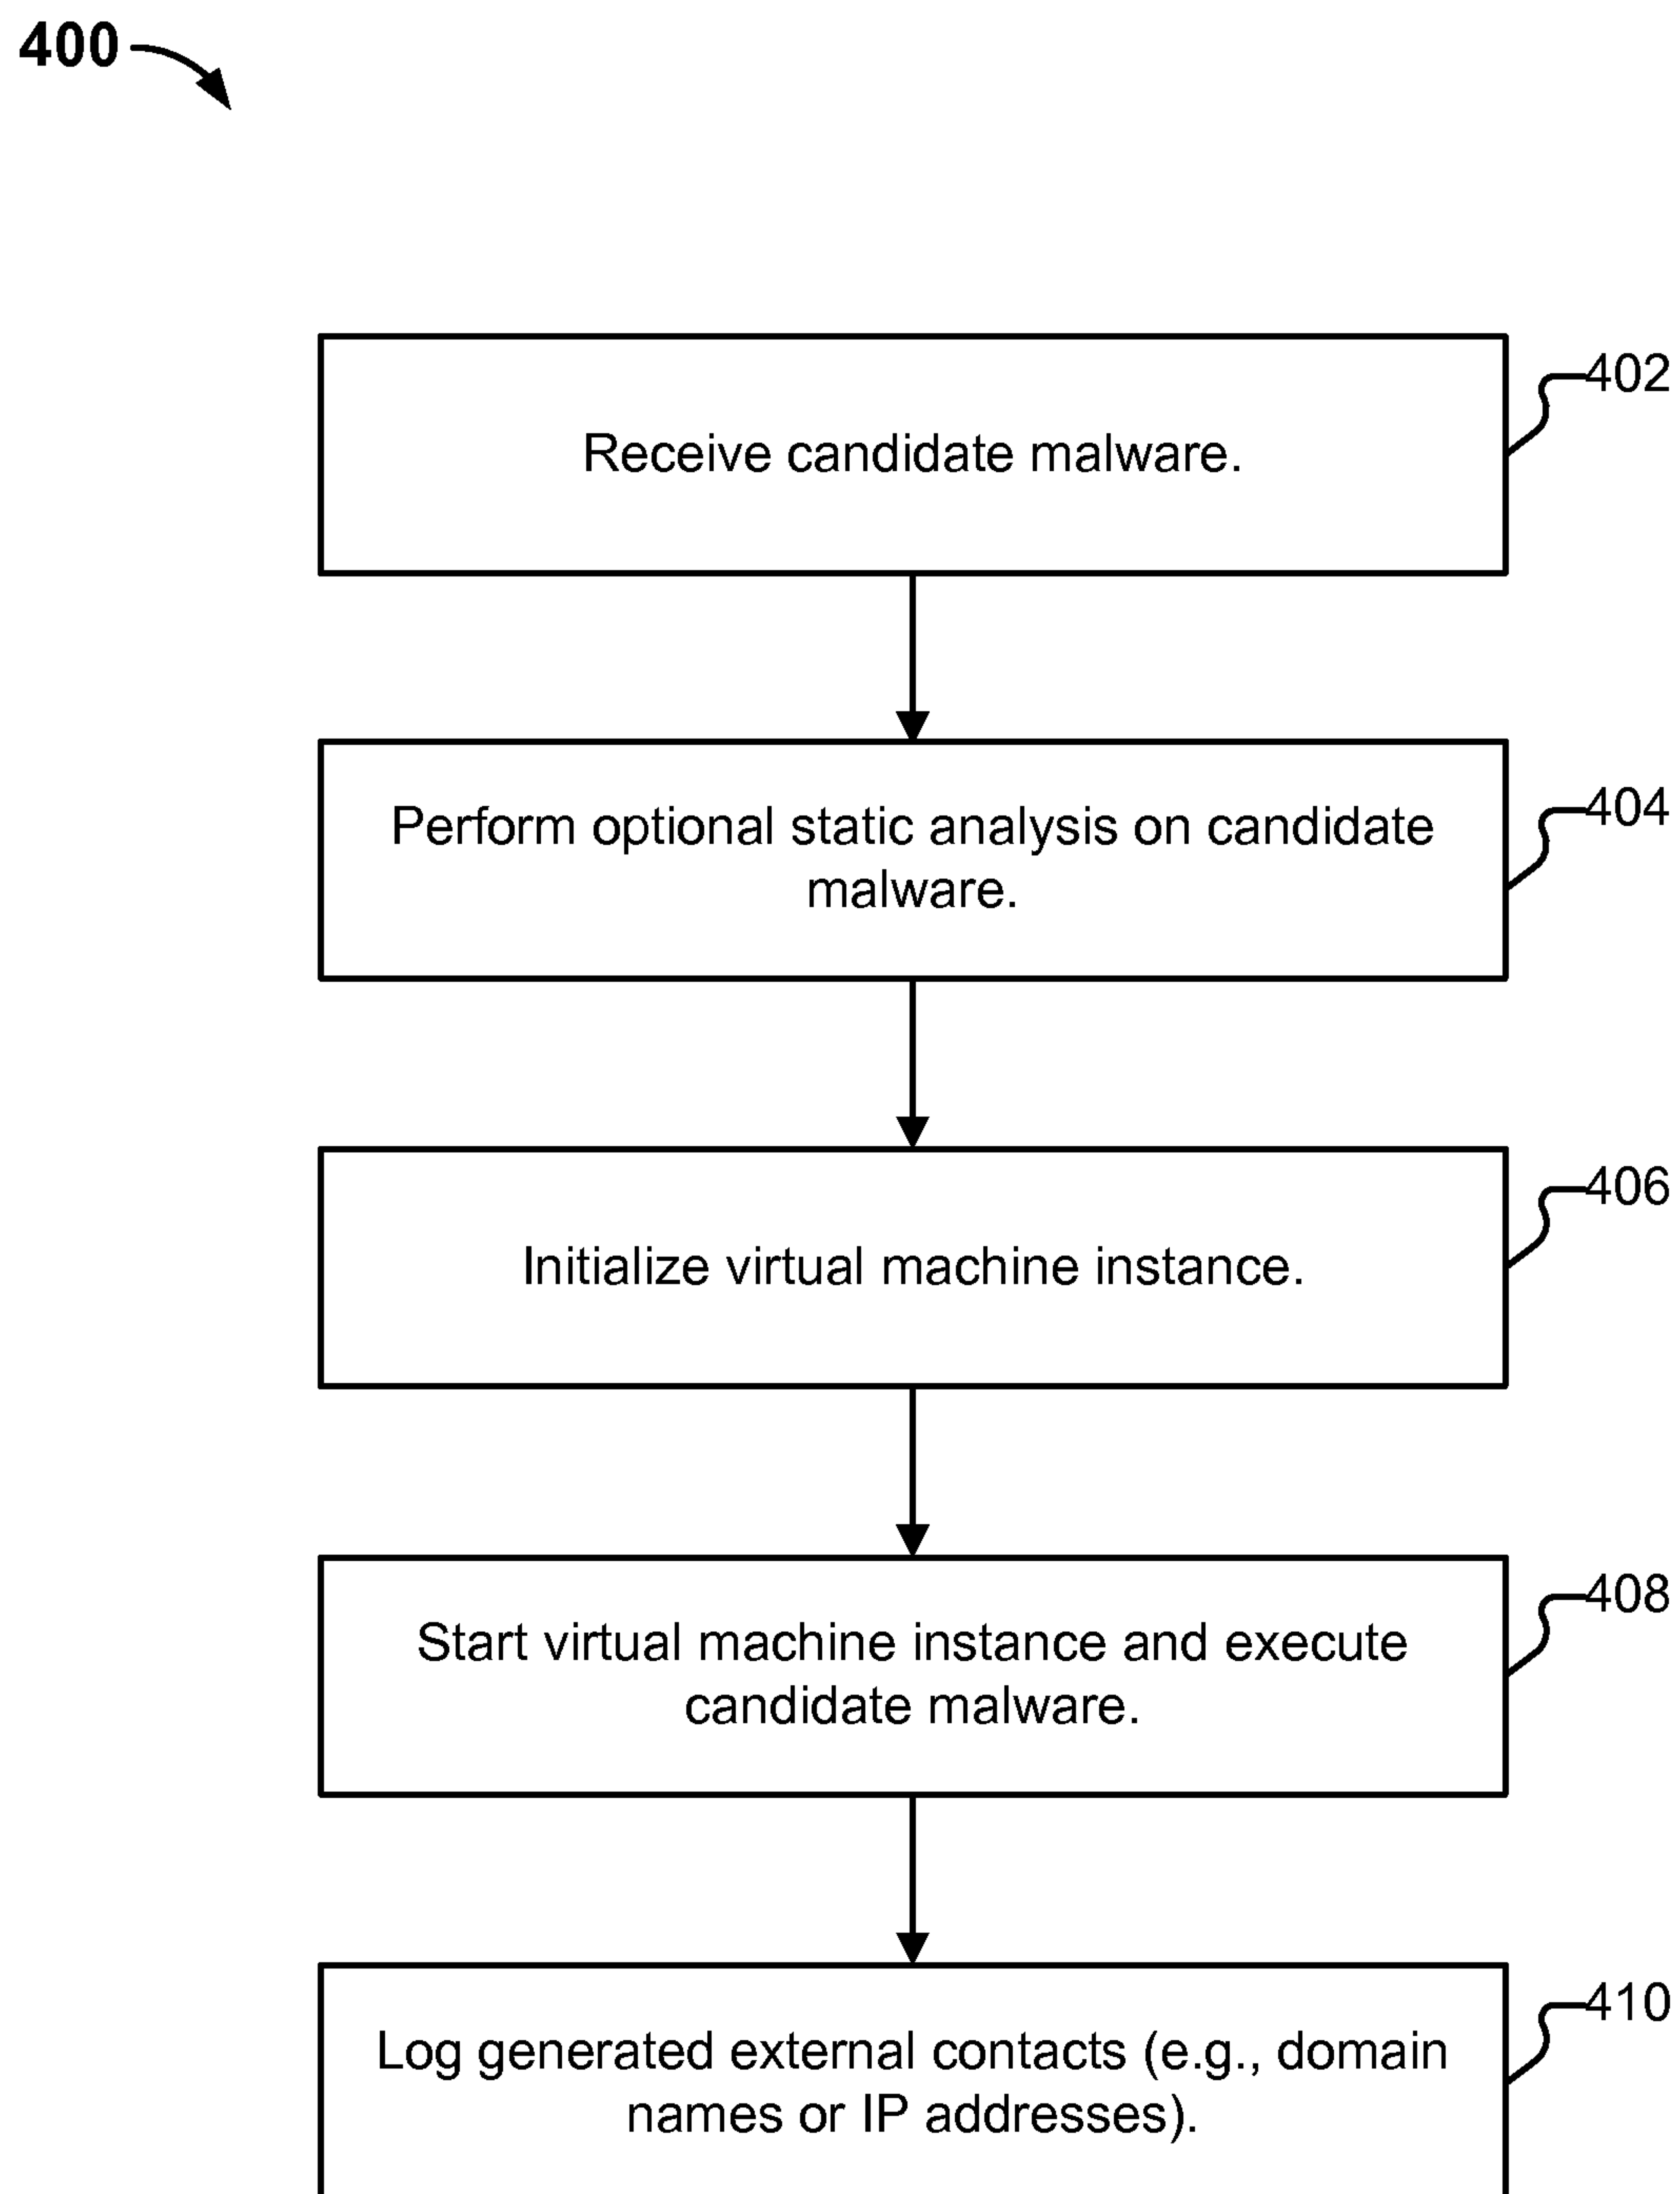 400
402
Receive candidate malware.
404
Perform optional static analysis on candidate
malware.
406
Initialize virtual machine instance.
408
Start virtual machine instance and execute
candidate malware.
410
Log generated external contacts (e.g., domain
names or IP addresses).